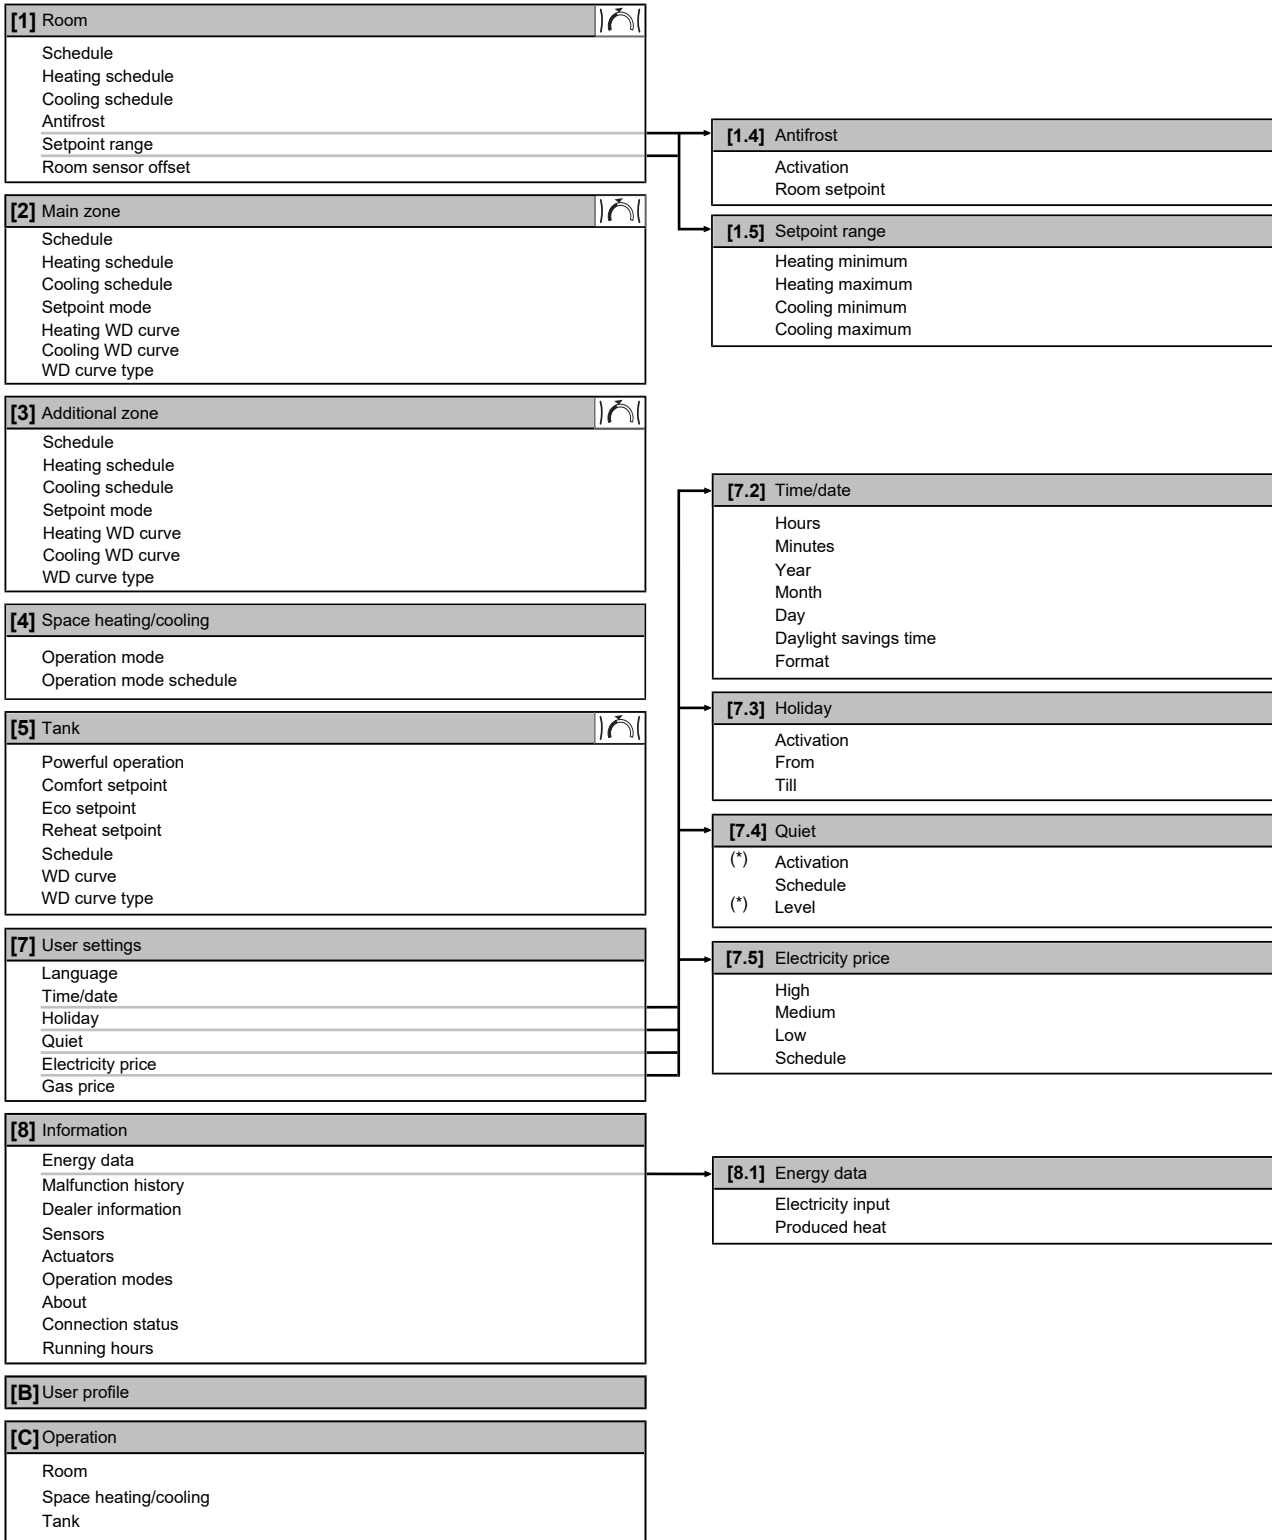 [1] Room
Schedule
Heating schedule
Cooling schedule
Antifrost
Setpoint range
Room sensor offset
[1.4] Antifrost
Activation
Room setpoint
[1.5] Setpoint range
Heating minimum
Heating maximum
Cooling minimum
Cooling maximum
[2] Main zone
Schedule
Heating schedule
Cooling schedule
Setpoint mode
Heating WD curve
Cooling WD curve
WD curve type
[3] Additional zone
Schedule
Heating schedule
Cooling schedule
Setpoint mode
Heating WD curve
Cooling WD curve
WD curve type
[4] Space heating/cooling
Operation mode
Operation mode schedule
[5] Tank
Powerful operation
Comfort setpoint
Eco setpoint
Reheat setpoint
Schedule
WD curve
WD curve type
[7] User settings
Language
Time/date
Holiday
Quiet
Electricity price
Gas price
[7.2] Time/date
Hours
Minutes
Year
Month
Day
Daylight savings time
Format
[7.3] Holiday
Activation
From
Till
[7.4] Quiet
(*) Activation
Schedule
(*) Level
[7.5] Electricity price
High
Medium
Low
Schedule
[8] Information
Energy data
Malfunction history
Dealer information
Sensors
Actuators
Operation modes
About
Connection status
Running hours
[8.1] Energy data
Electricity input
Produced heat
[B] User profile
[C] Operation
Room
Space heating/cooling
Tank